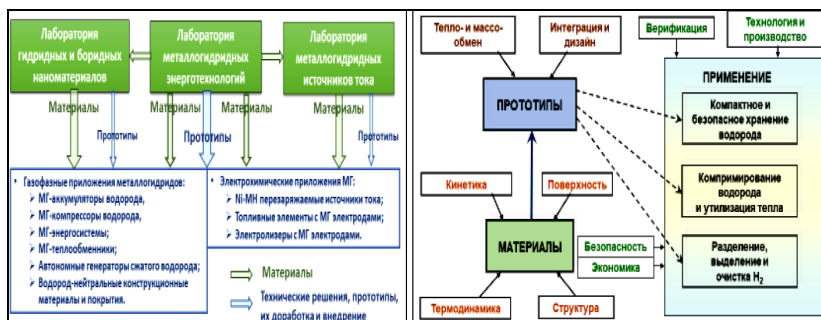 Лаборатория
гидридных и боридных
наноматериалов
Лаборатория
металлогидридных
энерготехнологий
Лаборатория
металлогидридных
источников тока
Материалы
Прототипы
Материалы
Прототипы
Материалы
Материалы
Прототипы
Газофазные приложения металлогидридов:
МГ-аккумуляторы водорода,
МГ-компрессоры водорода,
МГ-энергосистемы;
МГ-теплообменники;
Автономные генераторы сжатого водорода;
Водород-нейтральные конструкционные
материалы и покрытия.
Электрохимические приложения МГ:
Ni-MH перезаряжаемые источники тока;
Топливные элементы с МГ электродами;
Электролизеры с МГ электродами.
Материалы
Технические решения, прототипы,
их доработка и внедрение
Тепло- и массо-
обмен
Интеграция и
дизайн
Верификация
Технология и
производство
ПРОТОТИПЫ
ПРИМЕНЕНИЕ
Компактное и
безопасное хранение
водорода
Компримирование
водорода
и утилизация тепла
Разделение,
выделение и
очистка H₂
Кинетика
Поверхность
МАТЕРИАЛЫ
Безопасность
Экономика
Термодинамика
Структура